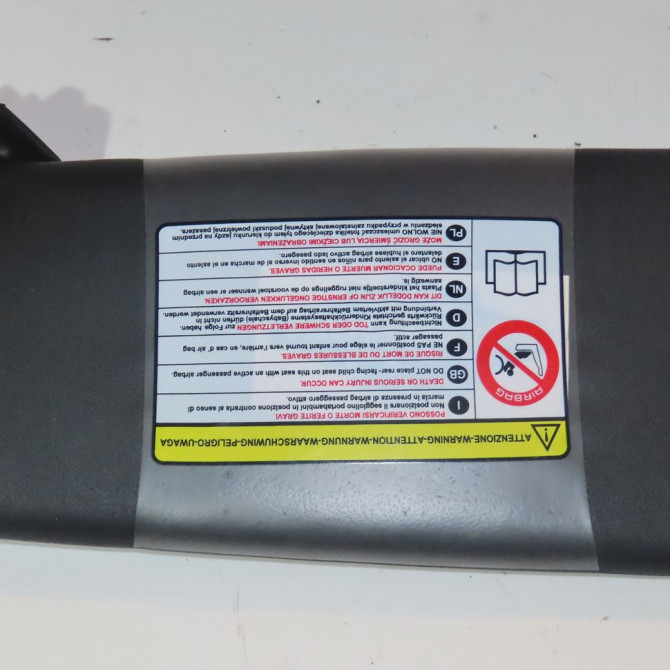 ATTENZIONE-WARNING-ATTENTION-WARNUNG-WAARSCHUWING-PELIGRO-UWAGA
AIRBAG
I
POSSONO VERIFICARSI MORTE O FERITE GRAVI.
Non posizionare il seggiolino portabambini in posizione contraria al senso di
marcia in presenza di airbag passeggero attivo.
GB
DEATH OR SERIOUS INJURY CAN OCCUR.
DO NOT place rear- facing child seat on this seat with an active passenger airbag.
F
RISQUE DE MORT OU DE BLESSURES GRAVES.
NE PAS positionner le siège pour enfant tourné vers l'arrière, en cas d' air bag
passager actif.
D
Nichtbeachtung kann TOD ODER SCHWERE VERLETZUNGEN zur Folge haben.
Rückwärts gerichtete Kinderrückhaltesysteme (Babyschale) dürfen nicht in
Verbindung mit aktiviertem Beifahrerairbag auf dem Beifahrersitz verwendet werden.
NL
DIT KAN DODELIJK ZIJN OF ERNSTIGE ONGELUKKEN VEROORZAKEN.
Plaats het kinderstoeltje niet ruggelings op de voorstoel wanneer er een airbag
aanwezig is.
E
PUEDE OCACIONAR MUERTE O HERIDAS GRAVES.
NO ubicar el asiento para niños en sentido inverso al de marcha en el asiento
delantero si hubiese airbag activo lado pasajero.
PL
MOŻE GROZIĆ ŚMIERCIĄ LUB CIĘŻKIMI OBRAŻENIAMI.
NIE WOLNO umieszczać fotelika dziecięcego tyłem do kierunku jazdy na przednim
siedzeniu w przypadku zainstalowanej aktywnej poduszki powietrznej pasażera.